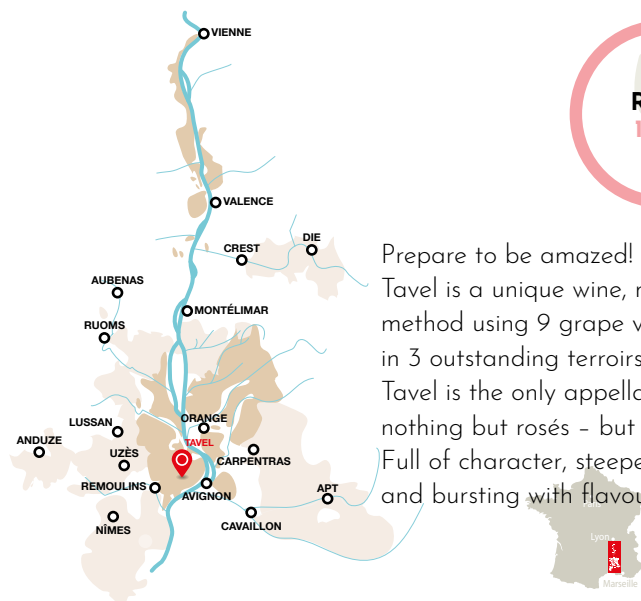 VIENNE
VALENCE
DIE
CREST
AUBENAS
MONTÉLIMAR
RUOMS
ORANGE
LUSSAN
TAVEL
ANDUZE
UZÈS
CARPENTRAS
REMOULINS
AVIGNON
APT
NÎMES
CAVAILLON
R
1
Prepare to be amazed!
Tavel is a unique wine, 
method using 9 grape v
in 3 outstanding terroirs
Tavel is the only appella
nothing but rosés – but
Full of character, steepe
and bursting with flavou
Paris
Lyon
Marseille